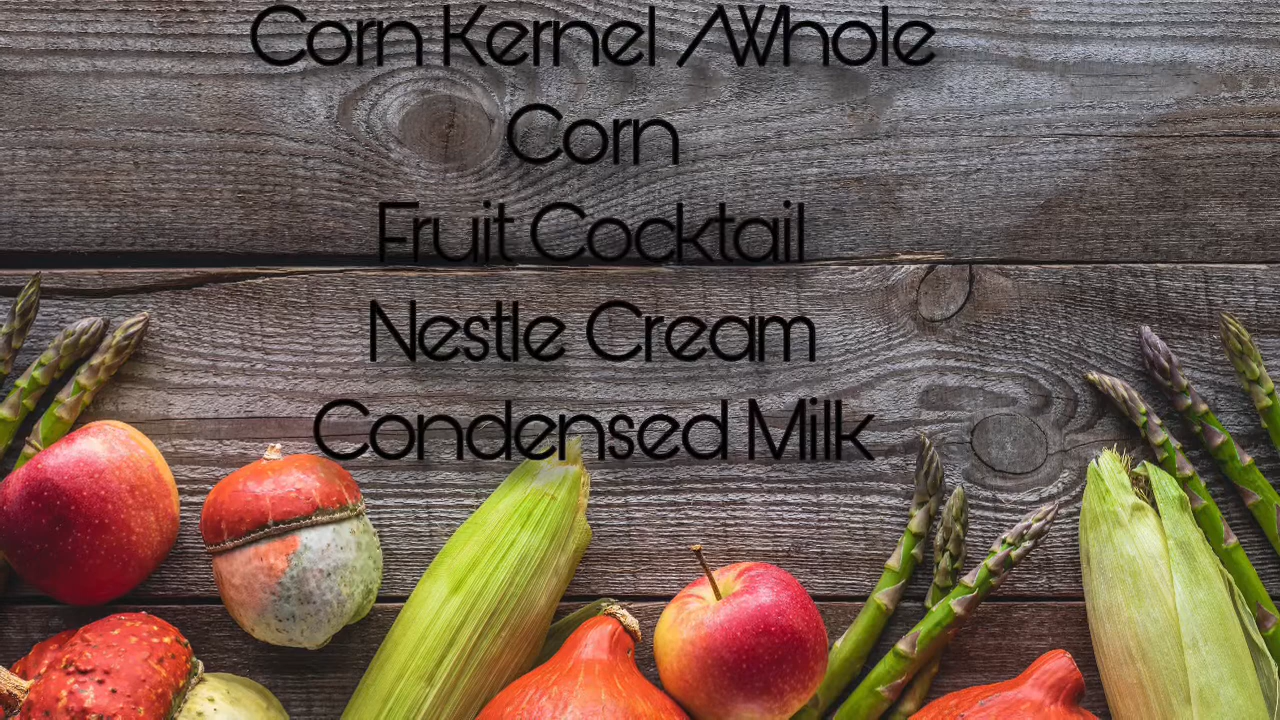 Corn Kernel /Whole
Corn
Fruit Cocktail
Nestle Cream
Condensed Milk